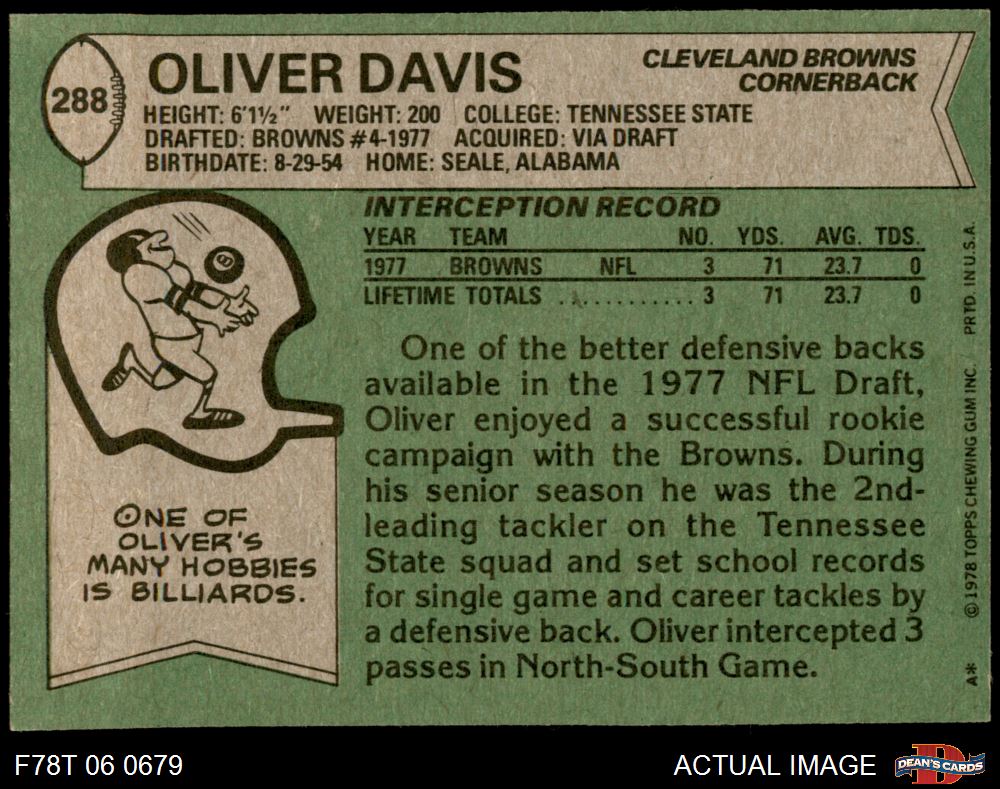 288
OLIVER DAVIS
CLEVELAND BROWNS
CORNERBACK
HEIGHT: 6'1½" WEIGHT: 200 COLLEGE: TENNESSEE STATE
DRAFTED: BROWNS #4-1977 ACQUIRED: VIA DRAFT
BIRTHDATE: 8-29-54 HOME: SEALE, ALABAMA
INTERCEPTION RECORD
YEAR TEAM NO. YDS. AVG. TDS.
1977 BROWNS NFL 3 71 23.7 0
LIFETIME TOTALS ............ 3 71 23.7 0
8
ONE OF
OLIVER'S
MANY HOBBIES
IS BILLIARDS.
One of the better defensive backs
available in the 1977 NFL Draft,
Oliver enjoyed a successful rookie
campaign with the Browns. During
his senior season he was the 2nd-
leading tackler on the Tennessee
State squad and set school records
for single game and career tackles by
a defensive back. Oliver intercepted 3
passes in North-South Game.
A* © 1978 TOPPS CHEWING GUM INC. PRTD. IN U.S.A.
F78T 06 0679
ACTUAL IMAGE
D
DEAN'S CARDS